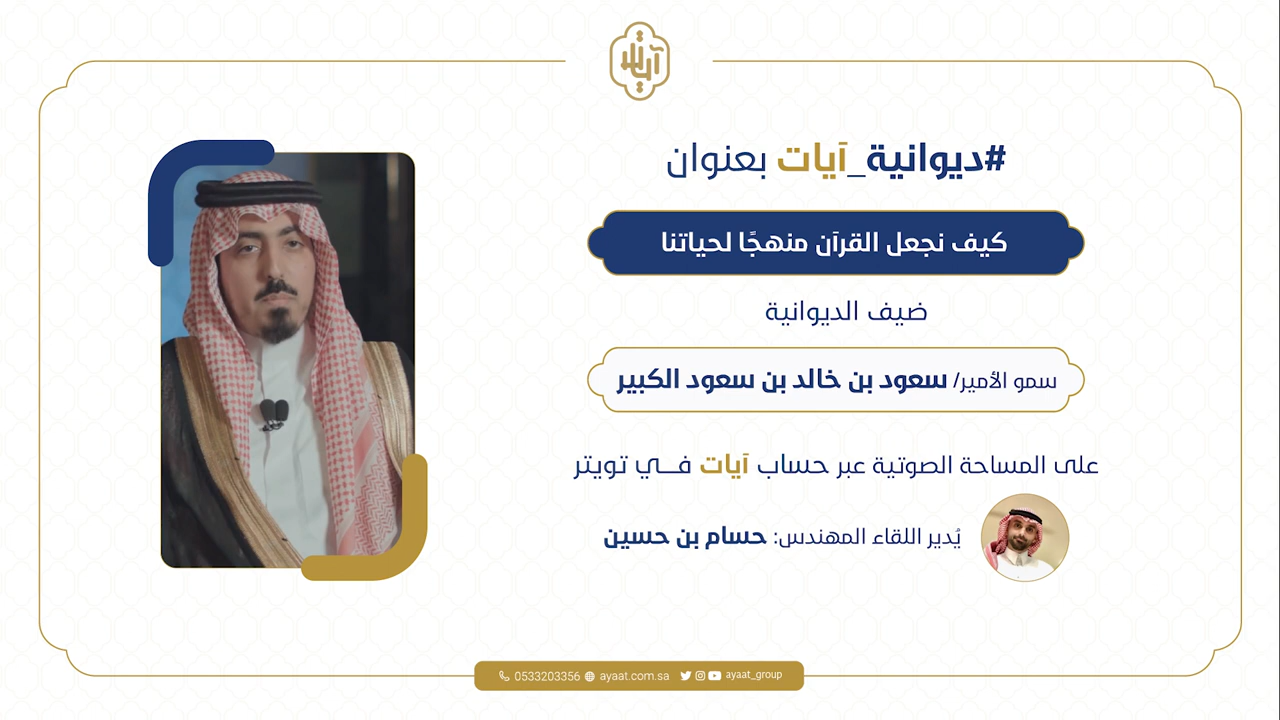 آيات
#ديوانية_آيات بعنوان
كيف نجعل القرآن منهجًا لحياتنا
ضيف الديوانية
سمو الأمير/ سعود بن خالد بن سعود الكبير
على المساحة الصوتية عبر حساب آيات فــي تويتر
يُدير اللقاء المهندس: حسام بن حسين
0533203356 ayaat.com.sa ayaat_group